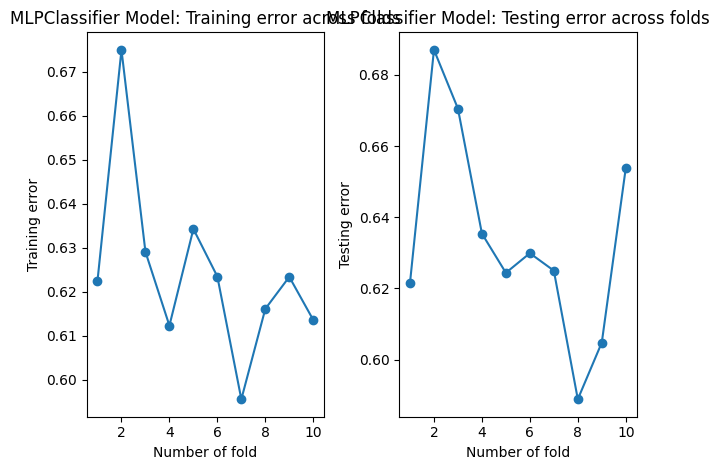 MLPClassifier Model: Training error across folds
MLPClassifier Model: Testing error across folds
Training error
0.67
0.66
0.65
0.64
0.63
0.62
0.61
0.60
2 4 6 8 10
Number of fold
Testing error
0.68
0.66
0.64
0.62
0.60
2 4 6 8 10
Number of fold